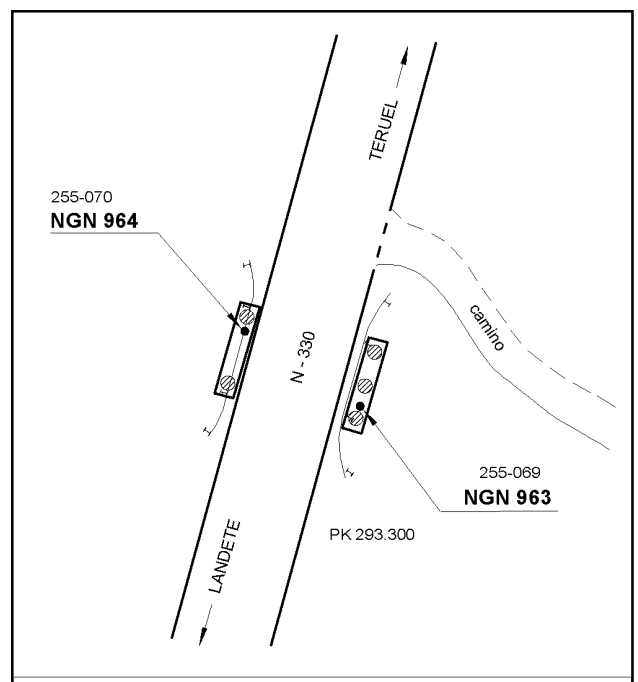 TERUEL
255-070
NGN 964
camino
N - 330
255-069
NGN 963
PK 293.300
LANDETE